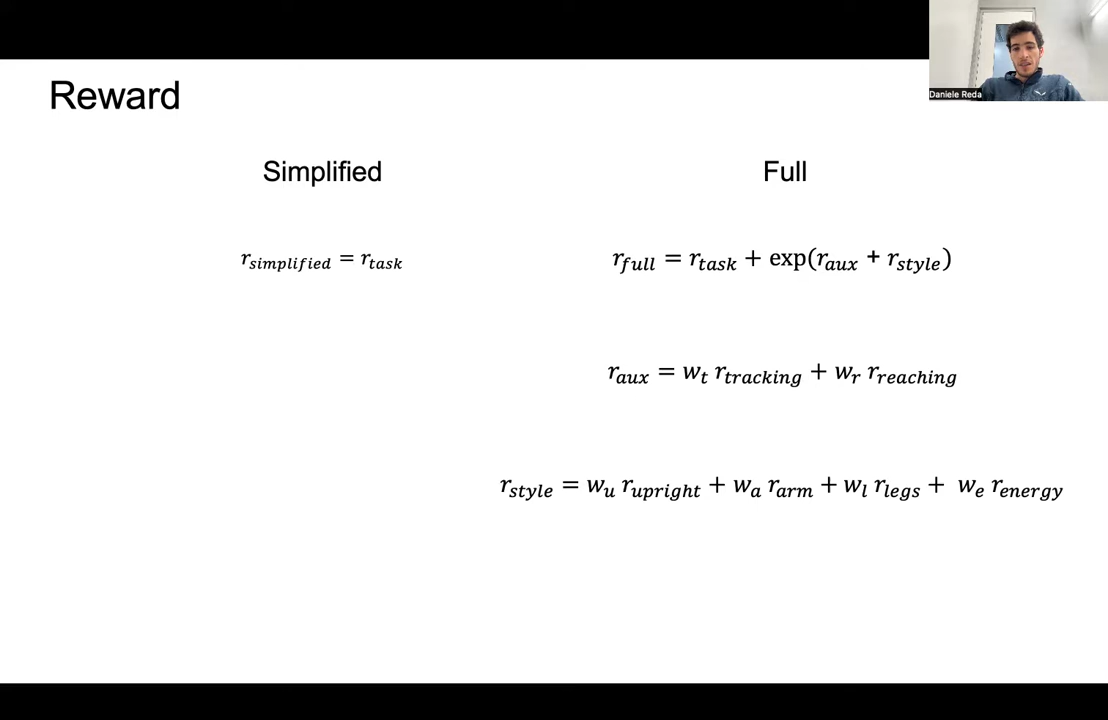 Reward
Daniele Reda
Simplified
Full
r_simplified = r_task
r_full = r_task + exp(r_aux + r_style)
r_aux = w_t r_tracking + w_r r_reaching
r_style = w_u r_upright + w_a r_arm + w_l r_legs + w_e r_energy